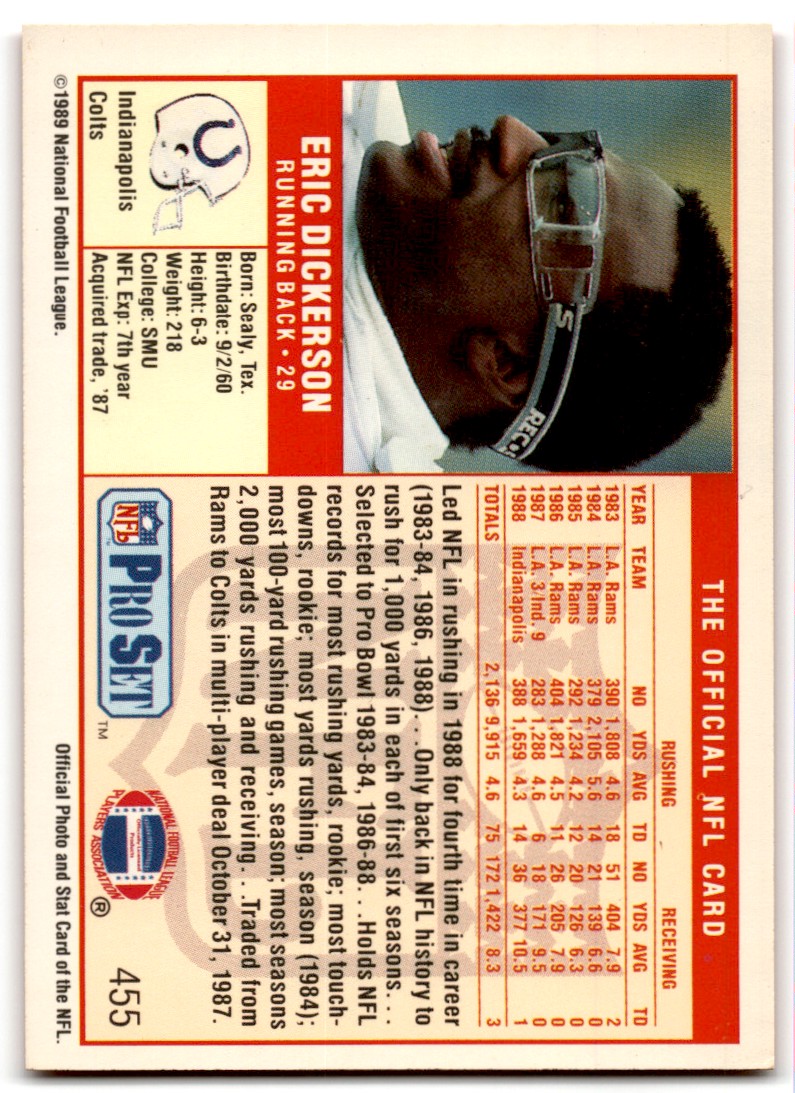 THE OFFICIAL NFL CARD
ERIC DICKERSON
RUNNING BACK • 29
S
REC
Indianapolis
Colts
Born: Sealy, Tex.
Birthdate: 9/2/60
Height: 6-3
Weight: 218
College: SMU
NFL Exp: 7th year
Acquired trade, '87
RUSHING RECEIVING
YEAR TEAM NO YDS AVG TD NO YDS AVG TD
1983 L.A. Rams 390 1,808 4.6 18 51 404 7.9 2
1984 L.A. Rams 379 2,105 5.6 14 21 139 6.6 0
1985 L.A. Rams 292 1,234 4.2 12 20 126 6.3 0
1986 L.A. Rams 404 1,821 4.5 11 26 205 7.9 0
1987 L.A. 3/Ind. 9 283 1,288 4.6 6 18 171 9.5 0
1988 Indianapolis 388 1,659 4.3 14 36 377 10.5 1
TOTALS 2,136 9,915 4.6 75 172 1,422 8.3 3
Led NFL in rushing in 1988 for fourth time in career
(1983-84, 1986, 1988)...Only back in NFL history to
rush for 1,000 yards in each of first six seasons...
Selected to Pro Bowl 1983-84, 1986-88...Holds NFL
records for most rushing yards, rookie; most touch-
downs, rookie; most yards rushing, season (1984);
most 100-yard rushing games, season; most seasons
2,000 yards rushing and receiving...Traded from
Rams to Colts in multi-player deal October 31, 1987.
NFL
PRO SET
TM
NATIONAL FOOTBALL LEAGUE
Officially Licensed
Products
PLAYERS ASSOCIATION
®
455
©1989 National Football League.
Official Photo and Stat Card of the NFL.